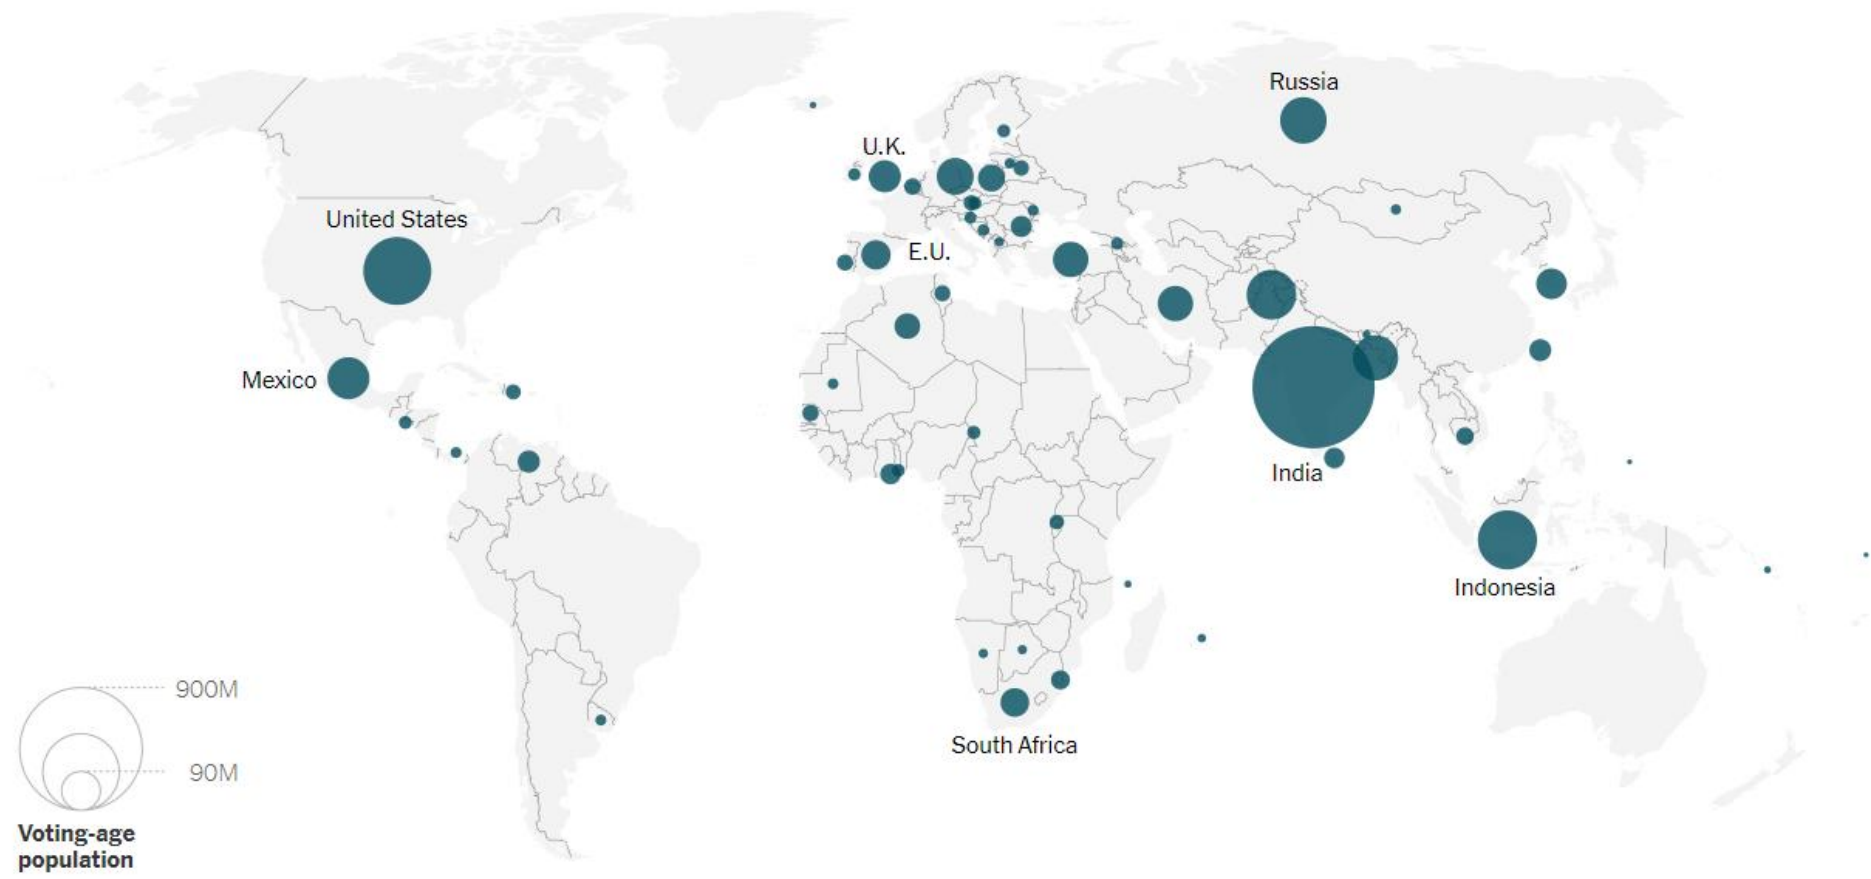 Russia
U.K.
United States
E.U.
Mexico
India
Indonesia
South Africa
900M
90M
Voting-age
population